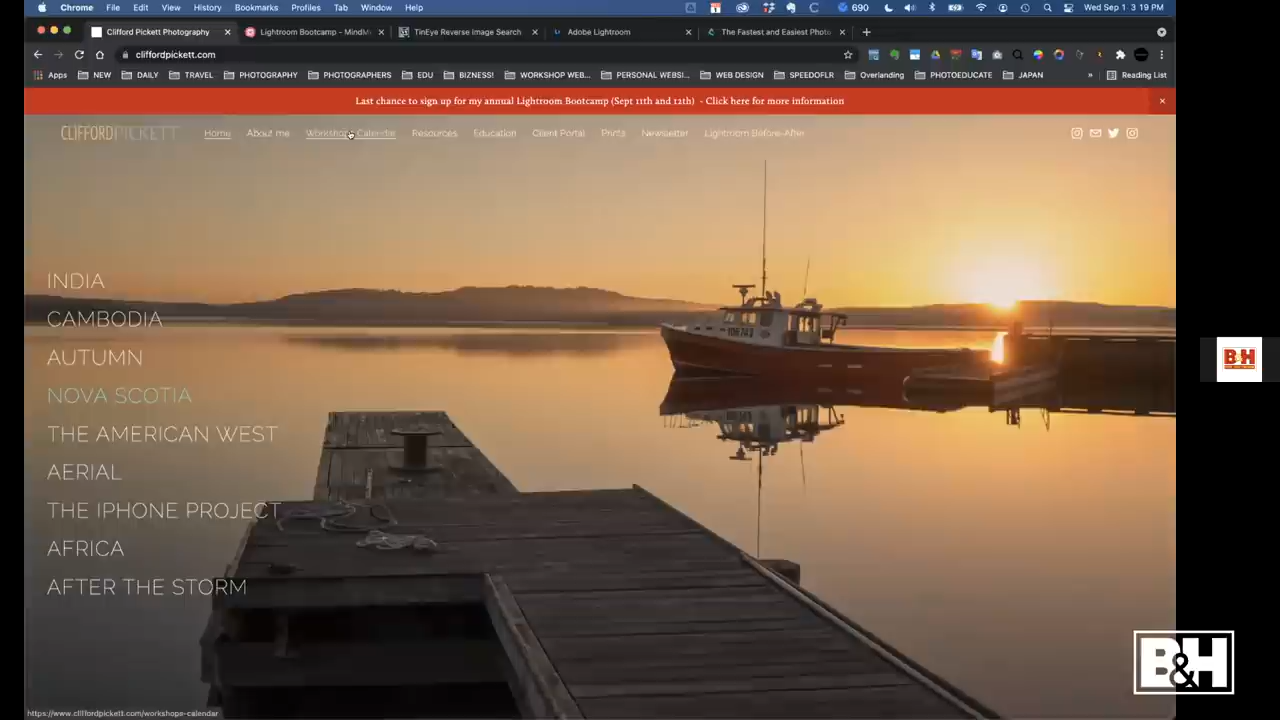 Chrome File Edit View History Bookmarks Profiles Tab Window Help 690 Wed Sep 1 3:19 PM
Clifford Pickett Photography Lightroom Bootcamp - MindM TinEye Reverse Image Search Adobe Lightroom The Fastest and Easiest Photo
cliffordpickett.com
Apps NEW DAILY TRAVEL PHOTOGRAPHY PHOTOGRAPHERS EDU BIZNESS! WORKSHOP WEB... PERSONAL WEBSI... WEB DESIGN SPEEDOFLR Overlanding PHOTOEDUCATE JAPAN » Reading List
Last chance to sign up for my annual Lightroom Bootcamp (Sept 11th and 12th) - Click here for more information
CLIFFORDPICKETT Home About me Workshops Calendar Resources Education Client Portal Prints Newsletter Lightroom Before-After
INDIA
CAMBODIA
AUTUMN
NOVA SCOTIA
THE AMERICAN WEST
AERIAL
THE IPHONE PROJECT
AFRICA
AFTER THE STORM
B&H
B&H
https://www.cliffordpickett.com/workshops-calendar